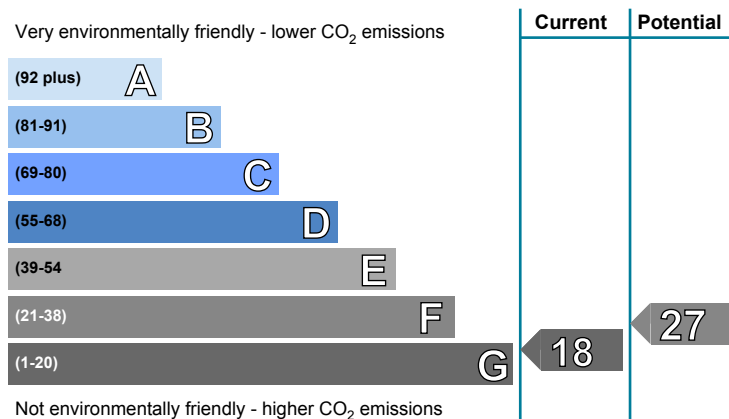 Current Potential
Very environmentally friendly - lower CO2 emissions
(92 plus) A
(81-91) B
(69-80) C
(55-68) D
(39-54 E
(21-38) F
27
(1-20) G
18
Not environmentally friendly - higher CO2 emissions